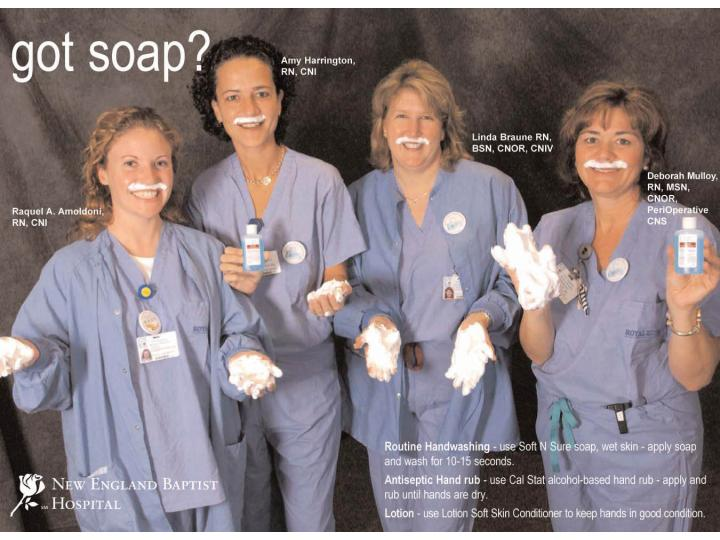 got soap?
Amy Harrington,
RN, CNI
Linda Braune RN,
BSN, CNOR, CNIV
Deborah Mulloy,
RN, MSN,
CNOR,
PeriOperative
CNS
Raquel A. Amoldoni,
RN, CNI
Routine Handwashing - use Soft N Sure soap, wet skin - apply soap
and wash for 10-15 seconds.
Antiseptic Hand rub - use Cal Stat alcohol-based hand rub - apply and
rub until hands are dry.
Lotion - use Lotion Soft Skin Conditioner to keep hands in good condition.
New England Baptist
Hospital